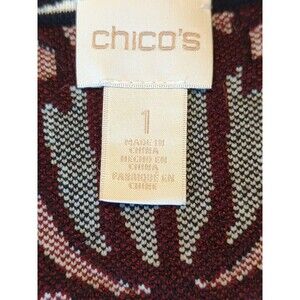 chico's
1
MADE IN
CHINA
HECHO EN
CHINA
FABRIQUÉ EN
CHINE